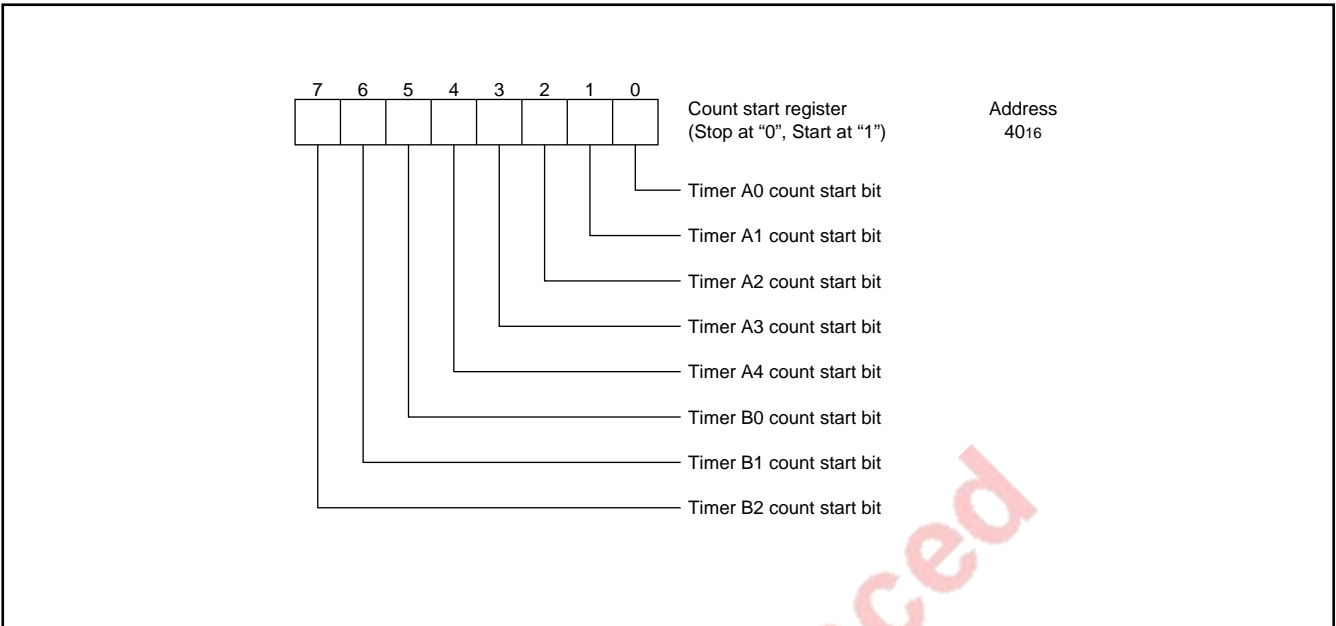 7 6 5 4 3 2 1 0
Count start register Address
(Stop at “0”, Start at “1”) 4016
Timer A0 count start bit
Timer A1 count start bit
Timer A2 count start bit
Timer A3 count start bit
Timer A4 count start bit
Timer B0 count start bit
Timer B1 count start bit
Timer B2 count start bit
ced